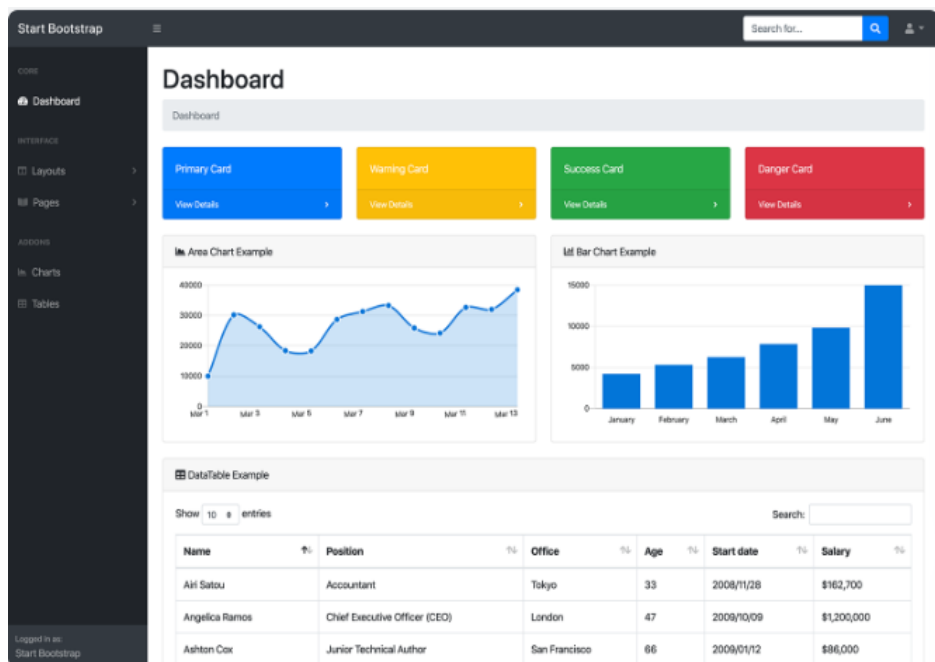 Start Bootstrap
Search for...
CORE
Dashboard
INTERFACE
Layouts
Pages
ADDONS
Charts
Tables
Logged in as:
Start Bootstrap
Dashboard
Dashboard
Primary Card
View Details
Warning Card
View Details
Success Card
View Details
Danger Card
View Details
Area Chart Example
40000
30000
20000
10000
0
Mar 1 Mar 3 Mar 5 Mar 7 Mar 9 Mar 11 Mar 13
Bar Chart Example
15000
10000
5000
0
January February March April May June
DataTable Example
Show 10 entries
Search:
Name Position Office Age Start date Salary
Airi Satou Accountant Tokyo 33 2008/11/28 $162,700
Angelica Ramos Chief Executive Officer (CEO) London 47 2009/10/09 $1,200,000
Ashton Cox Junior Technical Author San Francisco 66 2009/01/12 $86,000